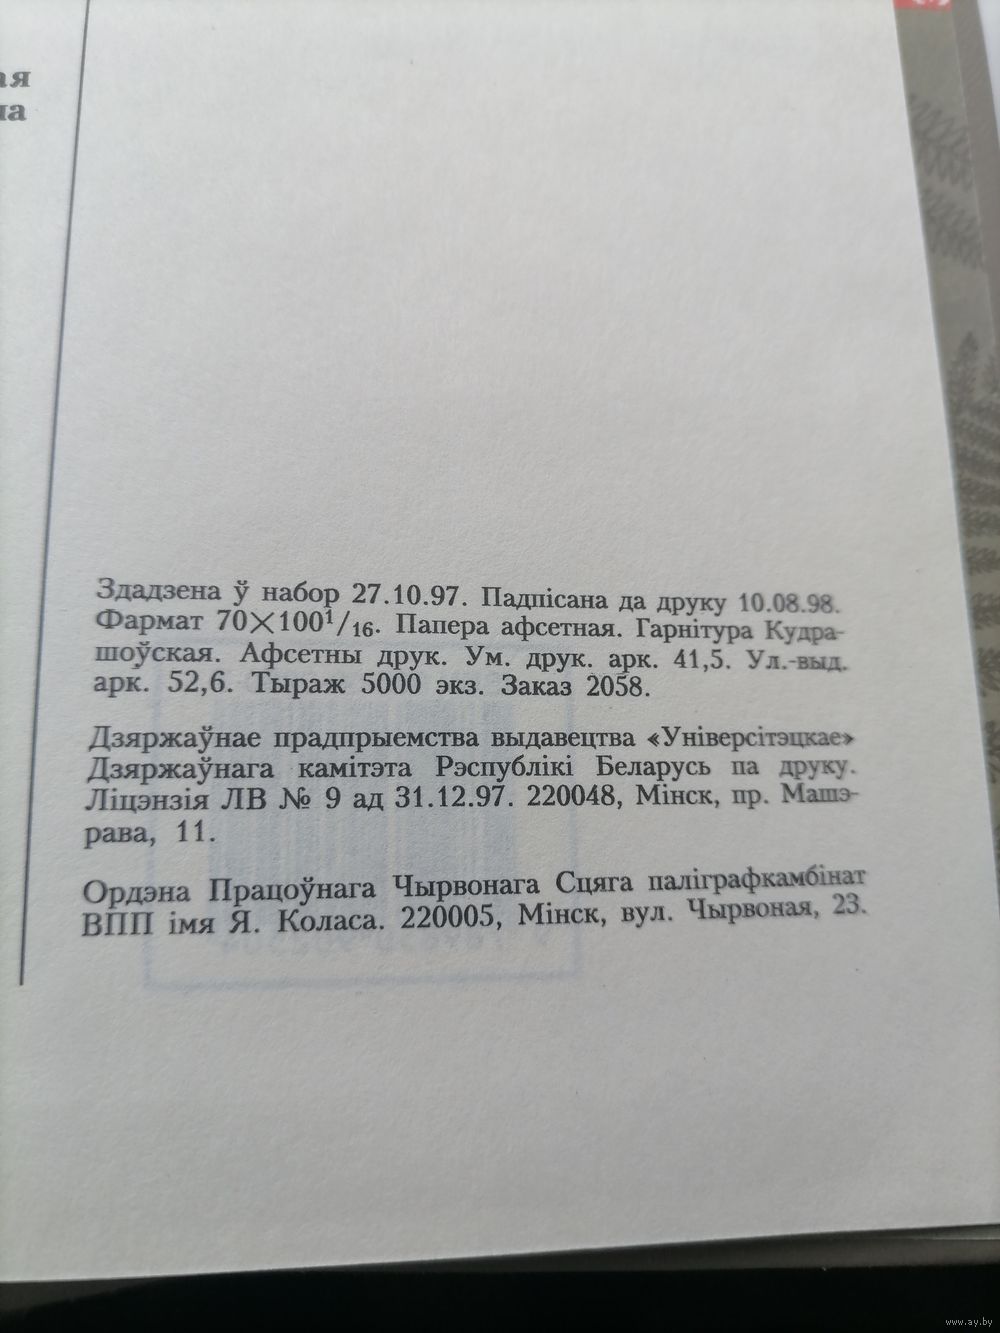 ая
ла
Здадзена ў набор 27.10.97. Падпісана да друку 10.08.98.
Фармат 70×100¹/₁₆. Папера афсетная. Гарнітура Кудра-
шоўская. Афсетны друк. Ум. друк. арк. 41,5. Ул.-выд.
арк. 52,6. Тыраж 5000 экз. Заказ 2058.
Дзяржаўнае прадпрыемства выдавецтва «Універсітэцкае»
Дзяржаўнага камітэта Рэспублікі Беларусь па друку.
Ліцэнзія ЛВ № 9 ад 31.12.97. 220048, Мінск, пр. Машэ-
рава, 11.
Ордэна Працоўнага Чырвонага Сцяга паліграфкамбінат
ВПП імя Я. Коласа. 220005, Мінск, вул. Чырвоная, 23.
www.ay.by